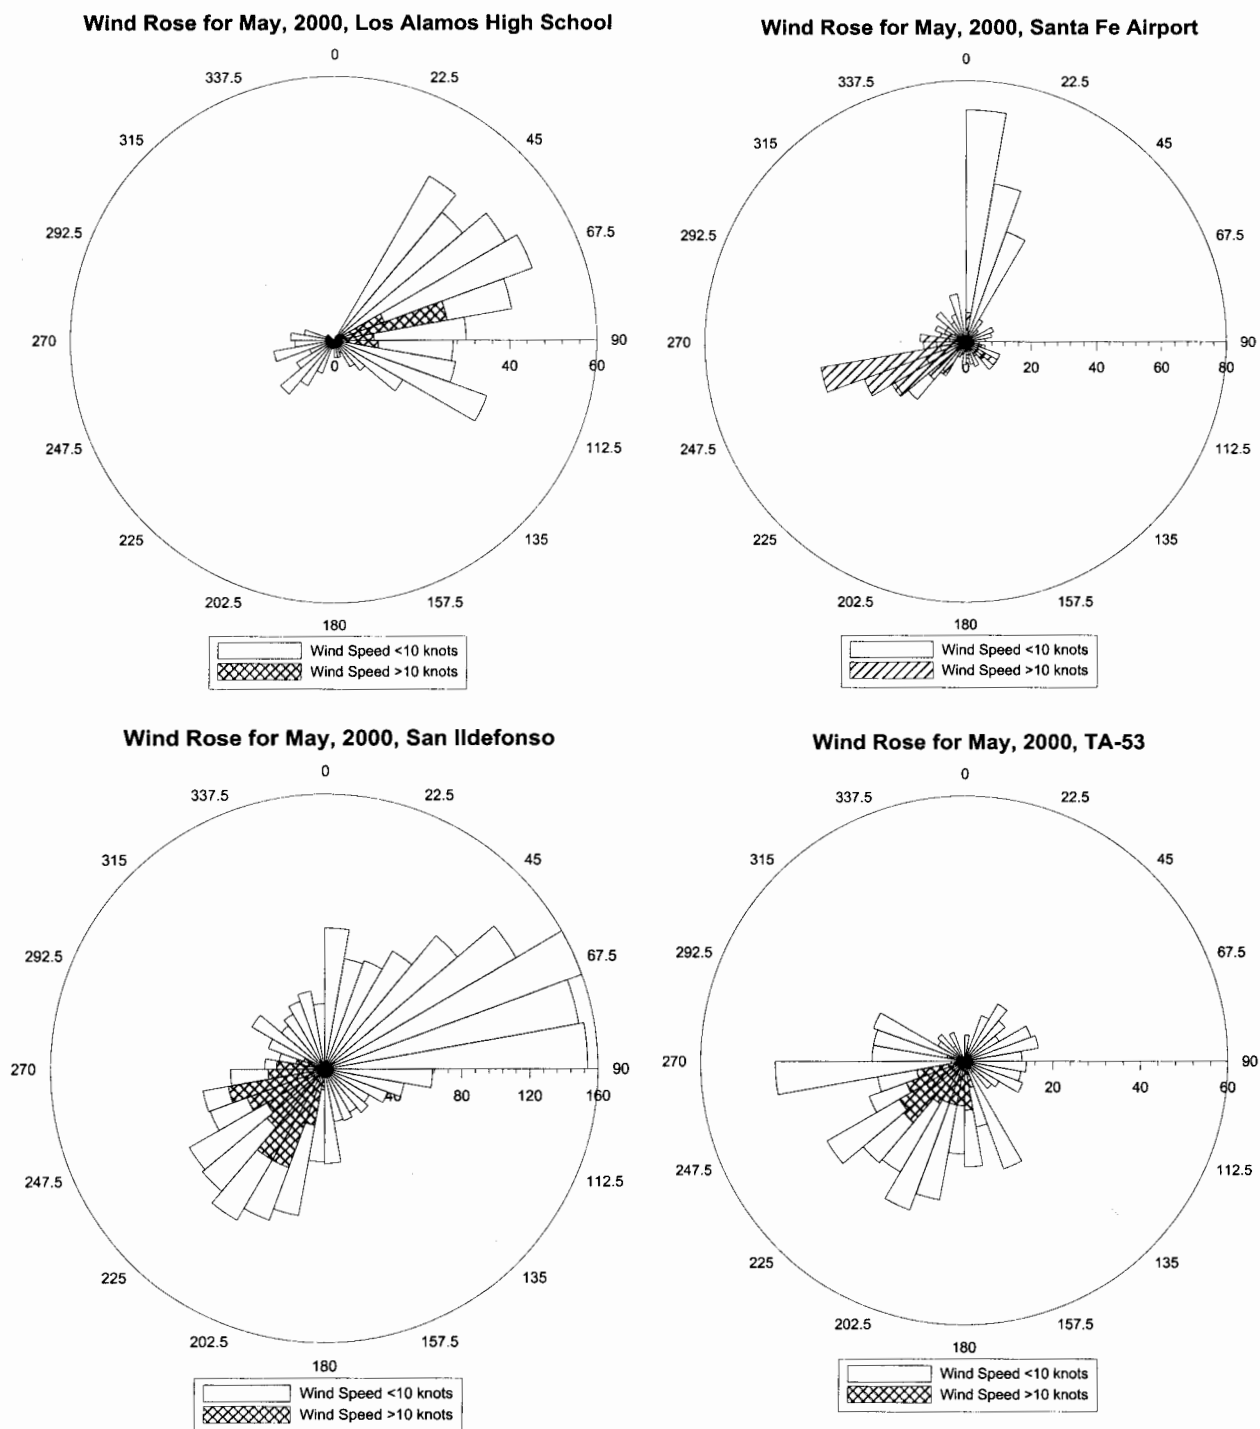 Wind Rose for May, 2000, Los Alamos High School
0
337.5 22.5
315 45
292.5 67.5
270 90
0 40 60
247.5 112.5
225 135
202.5 157.5
180
Wind Speed <10 knots
Wind Speed >10 knots
Wind Rose for May, 2000, Santa Fe Airport
0
337.5 22.5
315 45
292.5 67.5
270 90
0 20 40 60 80
247.5 112.5
225 135
202.5 157.5
180
Wind Speed <10 knots
Wind Speed >10 knots
Wind Rose for May, 2000, San Ildefonso
0
337.5 22.5
315 45
292.5 67.5
270 90
40 80 120 160
247.5 112.5
225 135
202.5 157.5
180
Wind Speed <10 knots
Wind Speed >10 knots
Wind Rose for May, 2000, TA-53
0
337.5 22.5
315 45
292.5 67.5
270 90
20 40 60
247.5 112.5
225 135
202.5 157.5
180
Wind Speed <10 knots
Wind Speed >10 knots